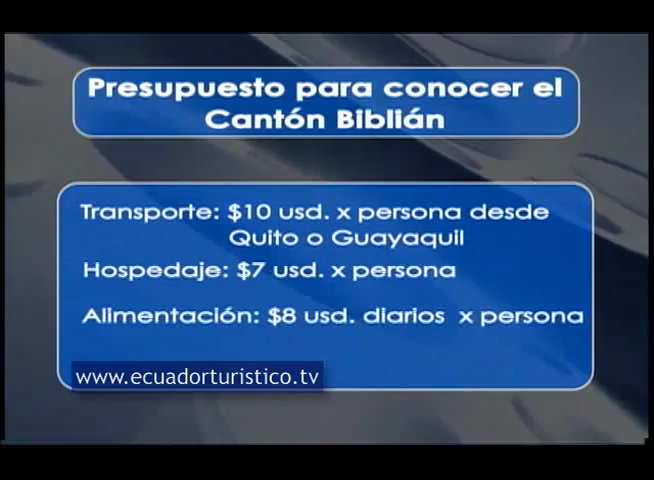 Presupuesto para conocer el
Cantón Biblián
Transporte: $10 usd. x persona desde
Quito o Guayaquil
Hospedaje: $7 usd. x persona
Alimentación: $8 usd. diarios x persona
www.ecuadorturistico.tv